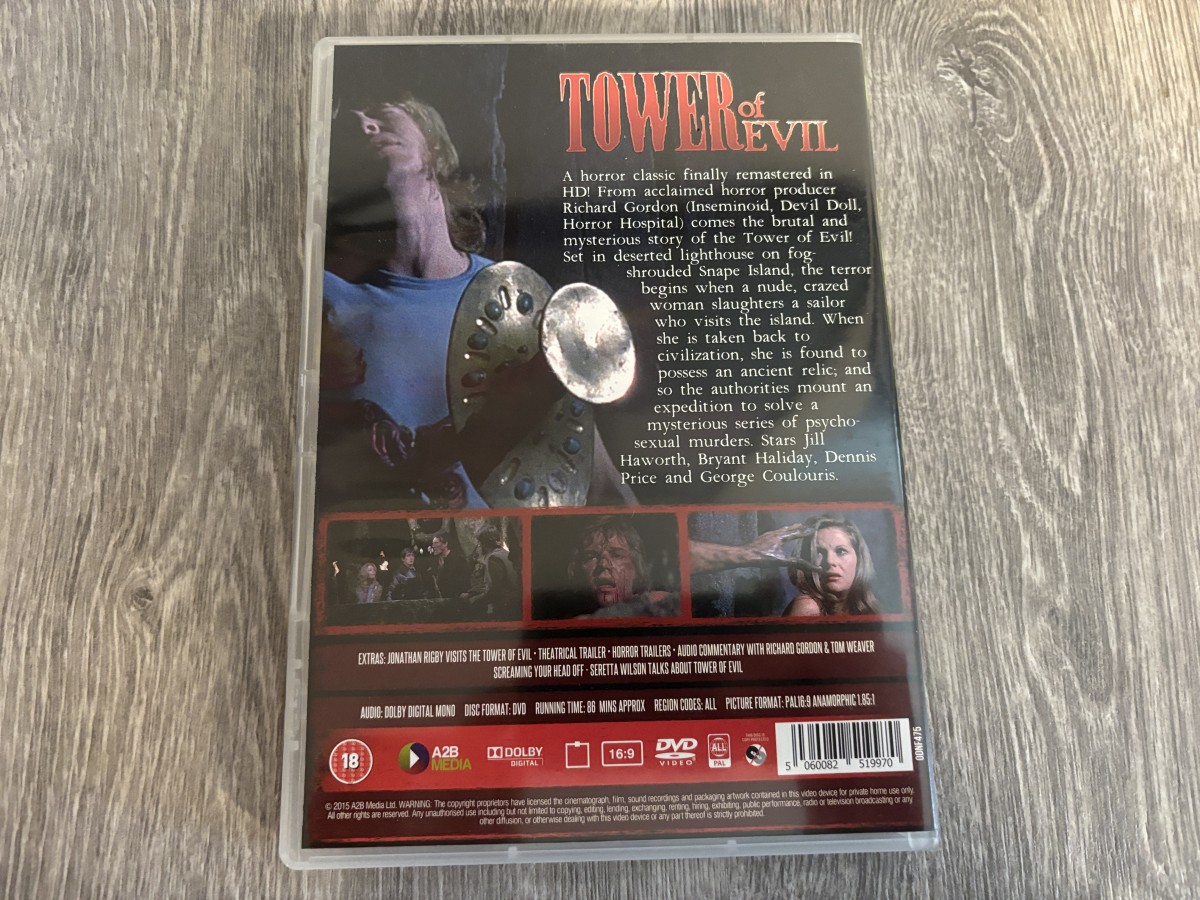 TOWER of EVIL
A horror classic finally remastered in
HD! From acclaimed horror producer
Richard Gordon (Inseminoid, Devil Doll,
Horror Hospital) comes the brutal and
mysterious story of the Tower of Evil!
Set in deserted lighthouse on fog-
shrouded Snape Island, the terror
begins when a nude, crazed
woman slaughters a sailor
who visits the island. When
she is taken back to
civilization, she is found to
possess an ancient relic; and
so the authorities mount an
expedition to solve a
mysterious series of psycho-
sexual murders. Stars Jill
Haworth, Bryant Haliday, Dennis
Price and George Coulouris.
EXTRAS: JONATHAN RIGBY VISITS THE TOWER OF EVIL · THEATRICAL TRAILER · HORROR TRAILERS · AUDIO COMMENTARY WITH RICHARD GORDON & TOM WEAVER
SCREAMING YOUR HEAD OFF · SERETTA WILSON TALKS ABOUT TOWER OF EVIL
AUDIO: DOLBY DIGITAL MONO DISC FORMAT: DVD RUNNING TIME: 86 MINS APPROX REGION CODES: ALL PICTURE FORMAT: PAL16:9 ANAMORPHIC 1.85:1
18 A2B MEDIA DOLBY DIGITAL 16:9 DVD VIDEO ALL PAL
5 060082 519970
ODNF475
© 2015 A2B Media Ltd. WARNING: The copyright proprietors have licensed the cinematograph, film, sound recordings and packaging artwork contained in this video device for private home use only.
All other rights are reserved. Any unauthorised use including but not limited to copying, editing, lending, exchanging, renting, hiring, exhibiting, public performance, radio or television broadcasting or any
other diffusion, or otherwise dealing with this video device or any part thereof is strictly prohibited.